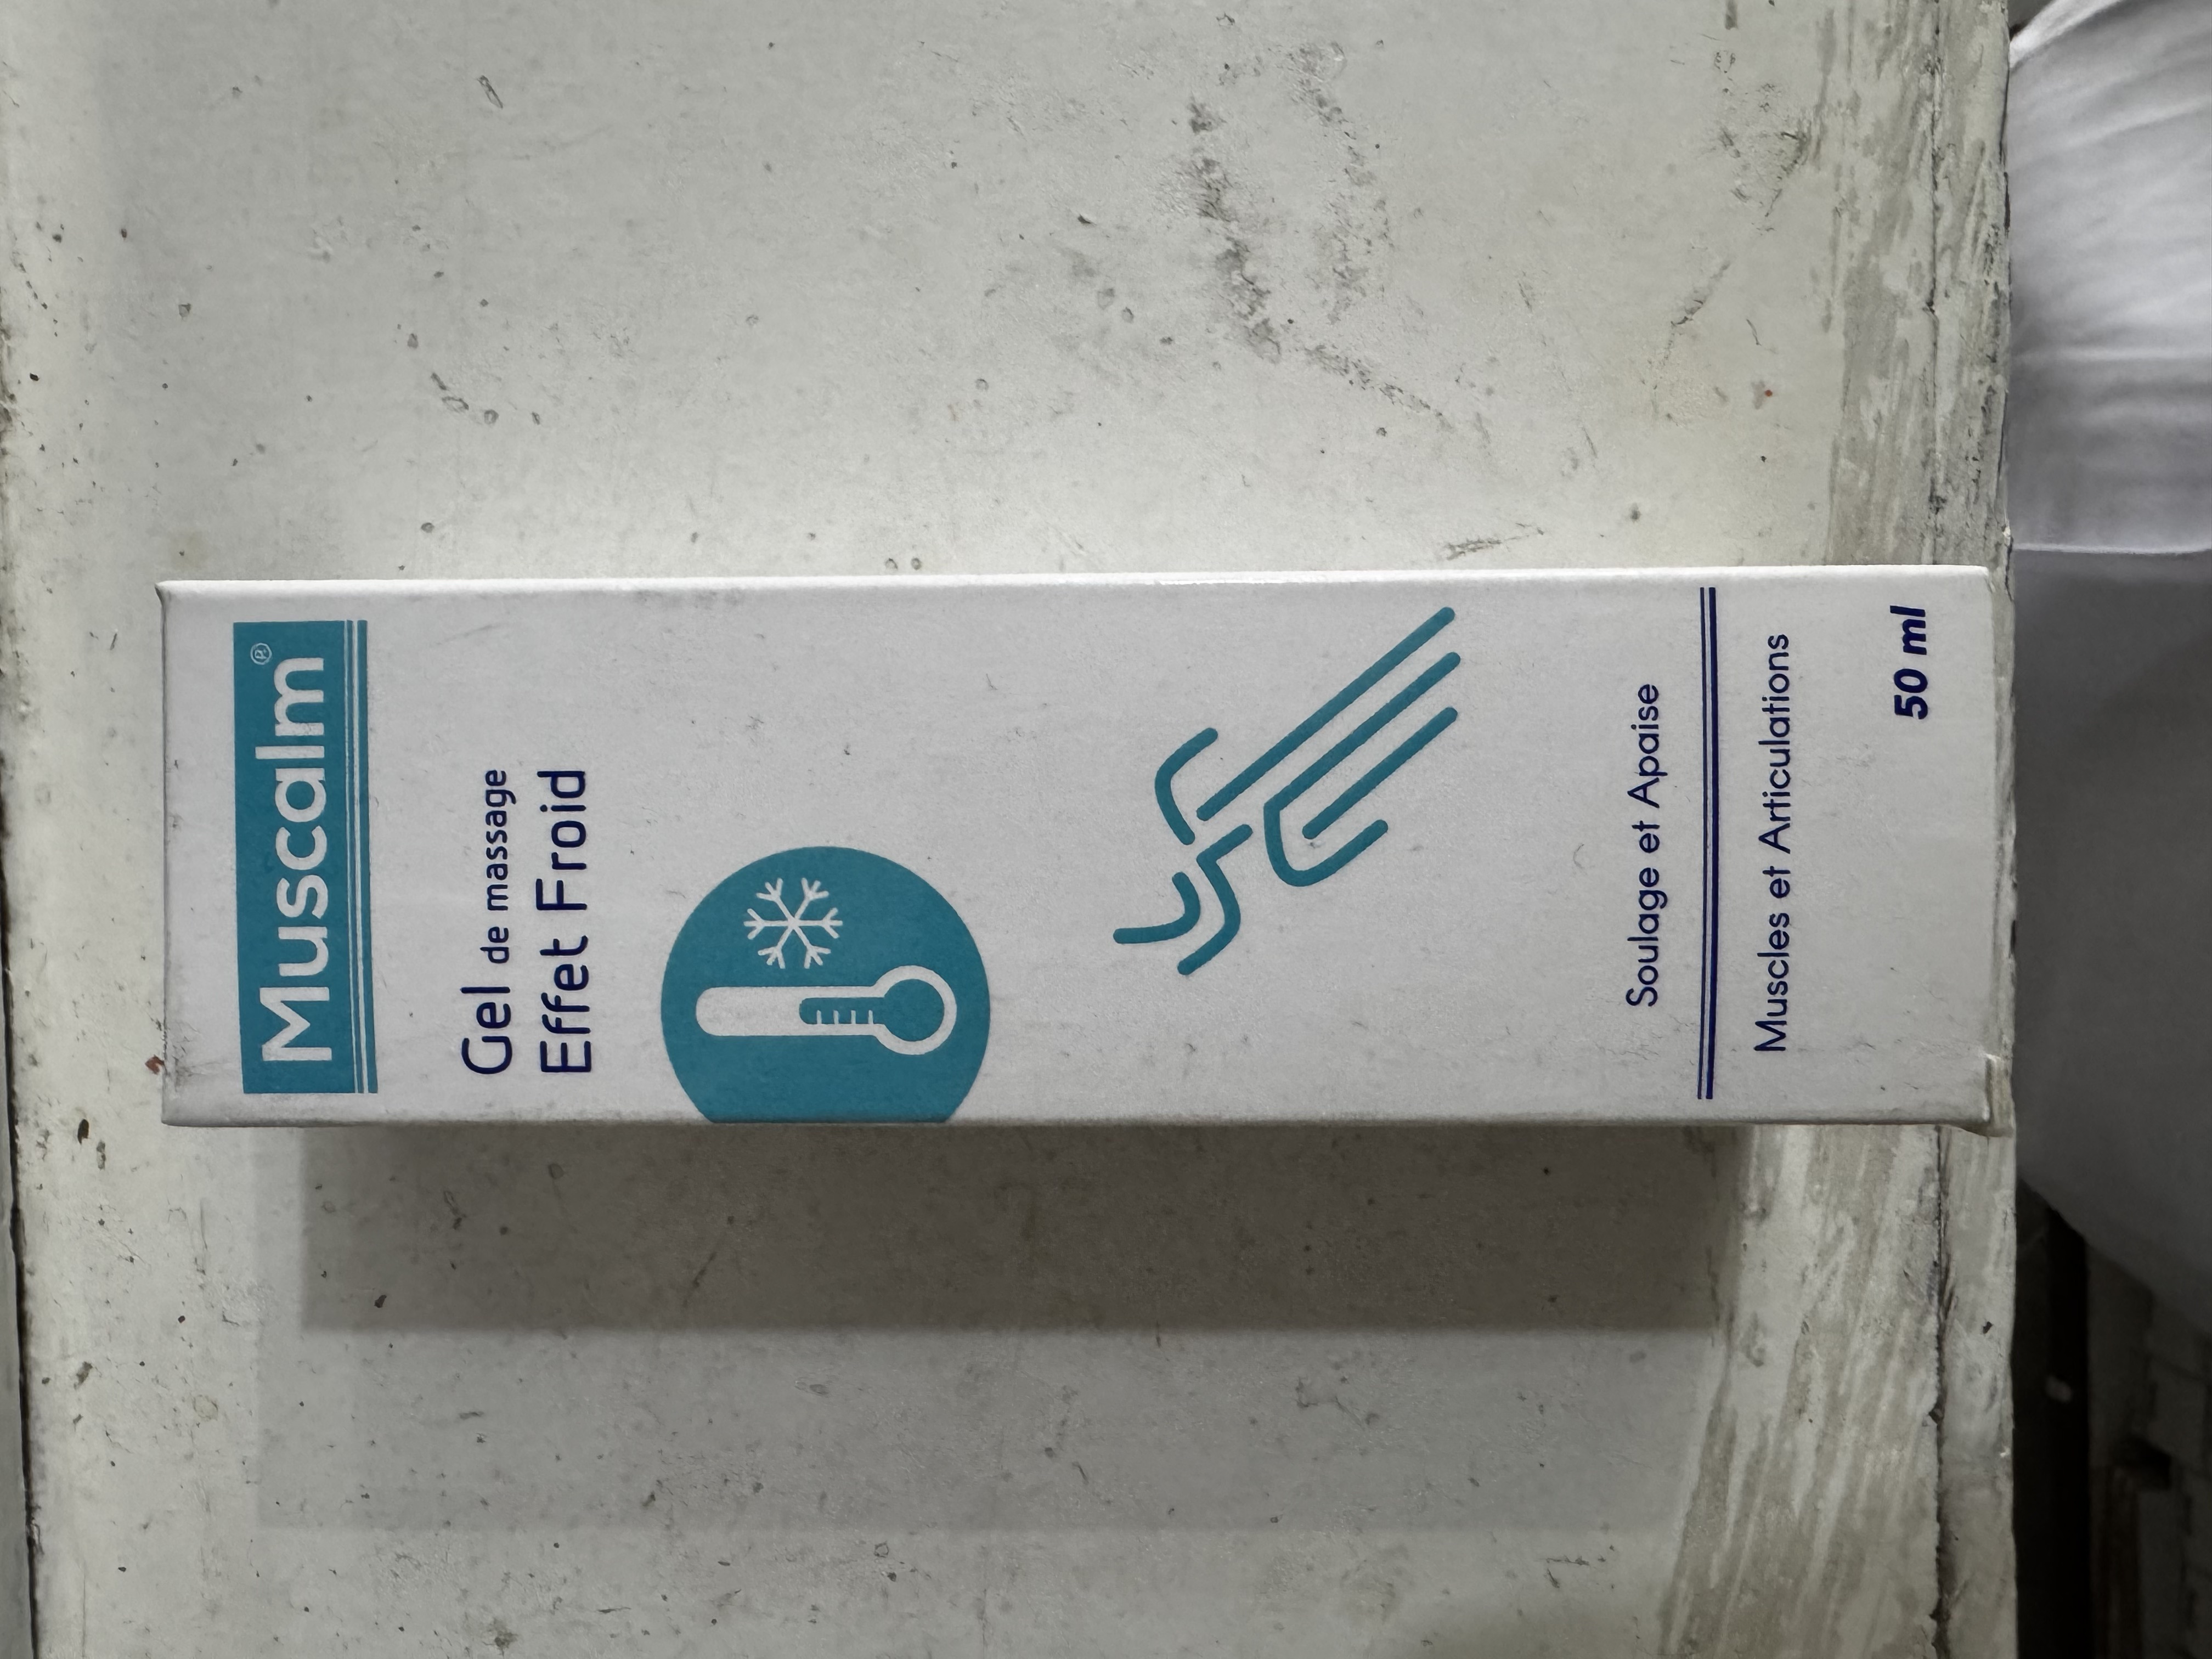 Muscalm®
Gel de massage
Effet Froid
Soulage et Apaise
Muscles et Articulations
50 ml